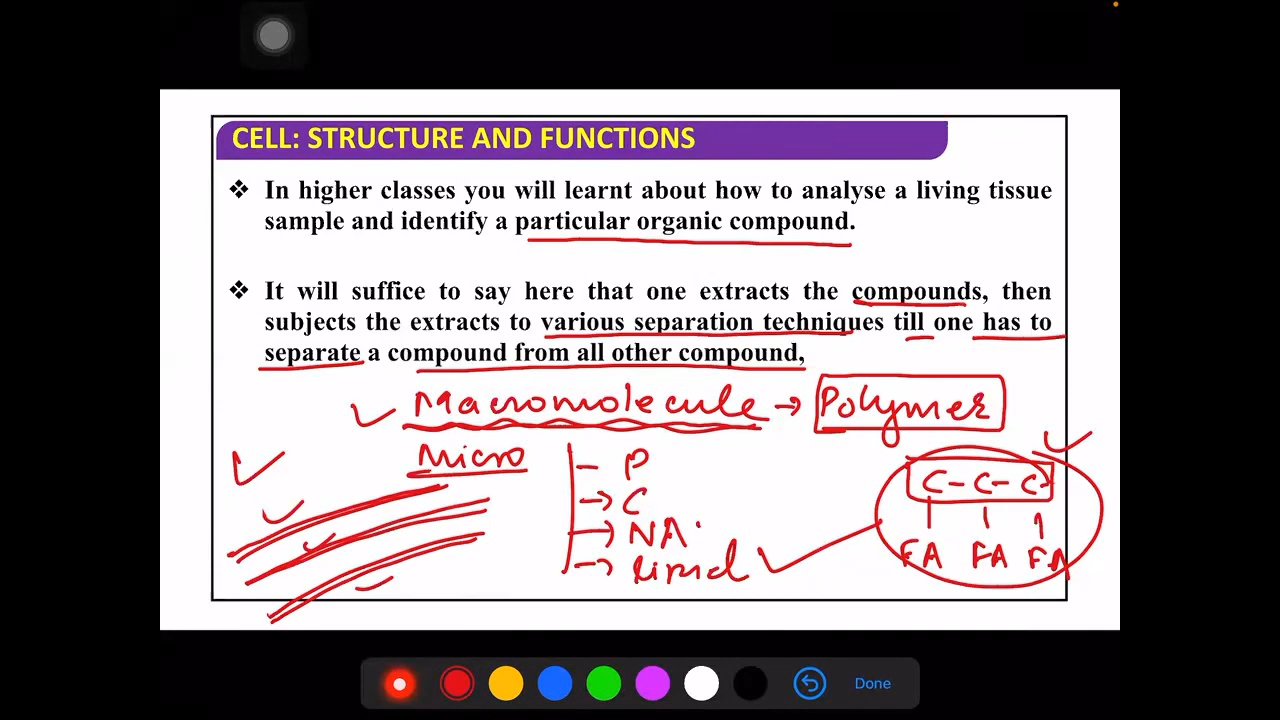 CELL: STRUCTURE AND FUNCTIONS
❖ In higher classes you will learnt about how to analyse a living tissue
sample and identify a particular organic compound.
❖ It will suffice to say here that one extracts the compounds, then
subjects the extracts to various separation techniques till one has to
separate a compound from all other compound,
Macromolecule → Polymer
Micro
P
C
NA
Lipid
C - C - C -
FA FA FA
Done